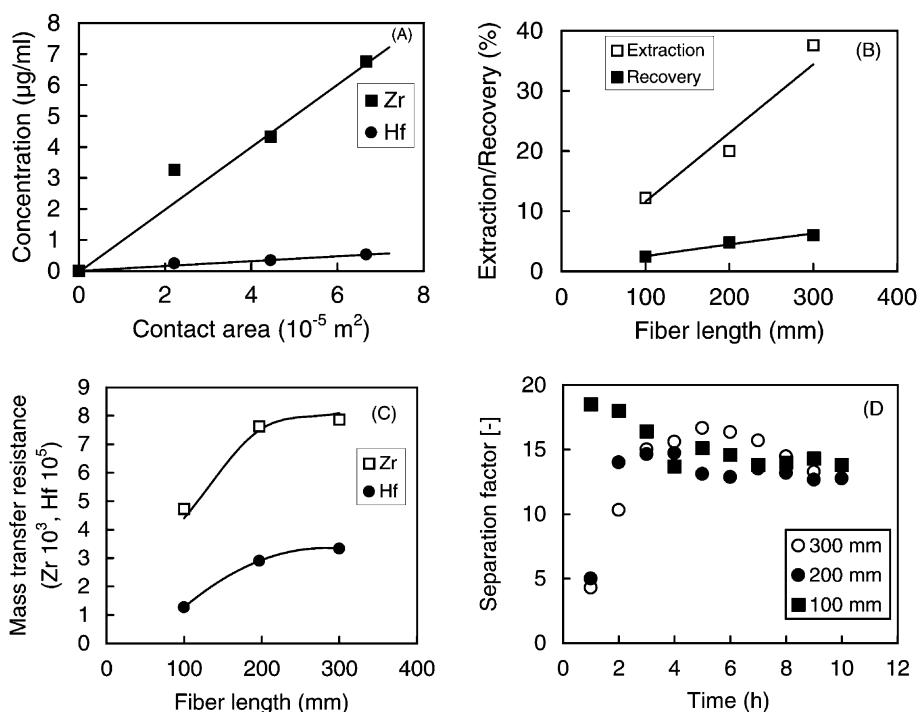 (A)
8
7
6
5
4
3
2
1
0
Concentration (µg/ml)
Zr
Hf
0 2 4 6 8
Contact area (10⁻⁵ m²)
(B)
40
30
20
10
0
Extraction/Recovery (%)
Extraction
Recovery
0 100 200 300 400
Fiber length (mm)
(C)
9
8
7
6
5
4
3
2
1
0
Mass transfer resistance
(Zr 10³, Hf 10⁵)
Zr
Hf
0 100 200 300 400
Fiber length (mm)
(D
20
15
10
5
0
Separation factor [-]
300 mm
200 mm
100 mm
0 2 4 6 8 10 12
Time (h)